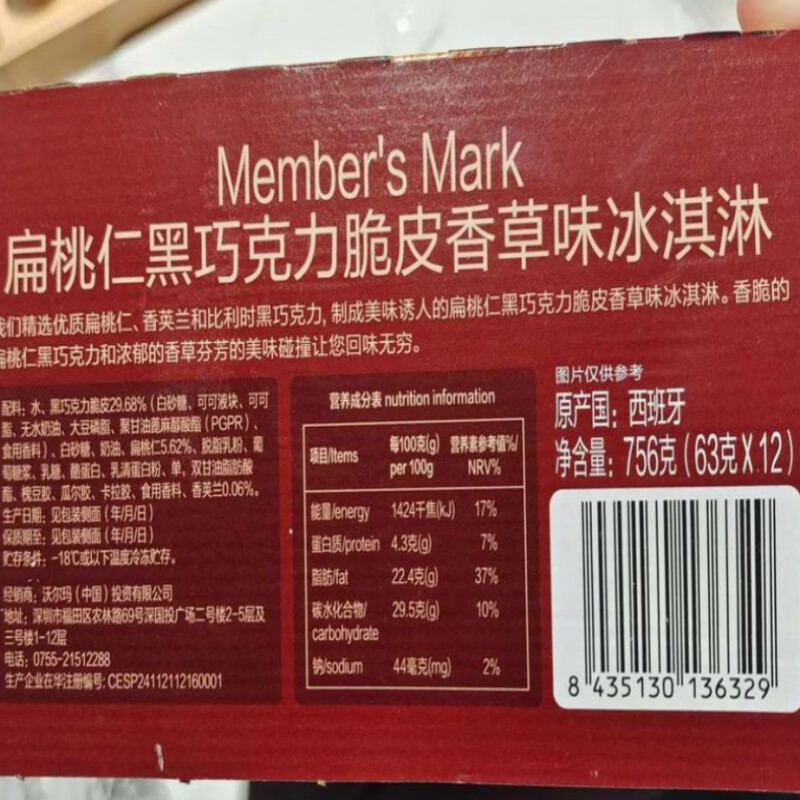 Member's Mark
扁桃仁黑巧克力脆皮香草味冰淇淋
我们精选优质扁桃仁、香荚兰和比利时黑巧克力, 制成美味诱人的扁桃仁黑巧克力脆皮香草味冰淇淋。香脆的
扁桃仁黑巧克力和浓郁的香草芬芳的美味碰撞让您回味无穷。
配料: 水、黑巧克力脆皮29.68% (白砂糖、可可液块、可可
脂、无水奶油、大豆磷脂、聚甘油蓖麻醇酸酯 (PGPR) 、
食用香料) 、白砂糖、奶油、扁桃仁5.62%、脱脂乳粉、葡
萄糖浆、乳糖、酪蛋白、乳清蛋白粉、单, 双甘油脂肪酸
酯、槐豆胶、瓜尔胶、卡拉胶、食用香料、香荚兰0.06%。
生产日期: 见包装侧面 (年/月/日)
保质期至: 见包装侧面 (年/月/日)
贮存条件: -18℃或以下温度冷冻贮存。
经销商: 沃尔玛 (中国) 投资有限公司
地址: 深圳市福田区农林路69号深国投广场二号楼2-5层及
三号楼1-12层
电话: 0755-21512288
生产企业在华注册编号: CESP24112112160001
营养成分表 nutrition information
项目/Items 每100克(g) per 100g 营养素参考值%/ NRV%
能量/energy 1424千焦(kJ) 17%
蛋白质/protein 4.3克(g) 7%
脂肪/fat 22.4克(g) 37%
碳水化合物/ carbohydrate 29.5克(g) 10%
钠/sodium 44毫克(mg) 2%
图片仅供参考
原产国: 西班牙
净含量: 756克 (63克X12)
8 435130 136329